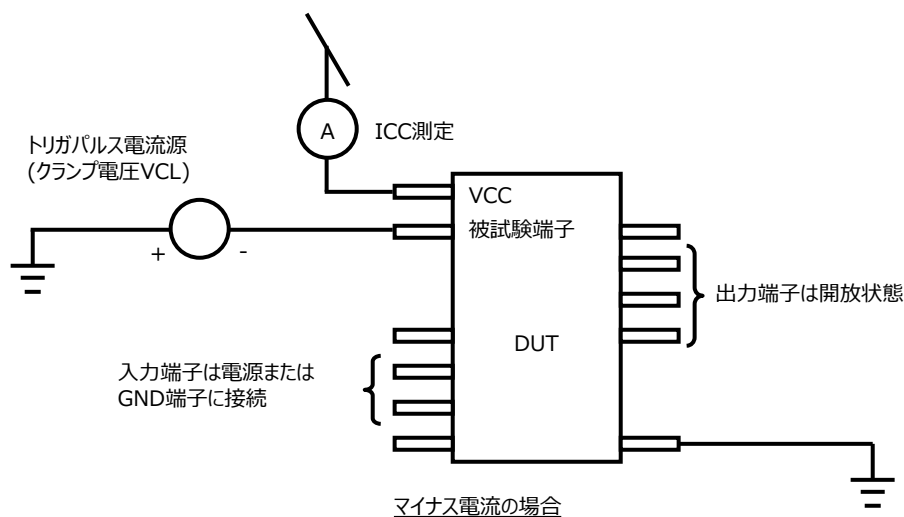 A
ICC測定
トリガパルス電流源
(クランプ電圧VCL)
VCC
被試験端子
+
-
出力端子は開放状態
DUT
入力端子は電源または
GND端子に接続
マイナス電流の場合